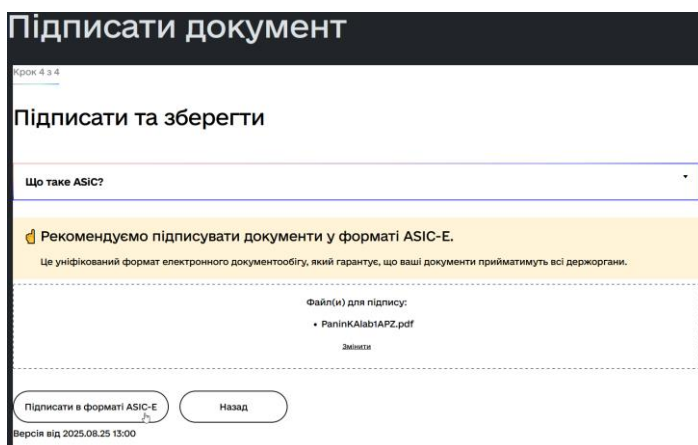 Підписати документ
Крок 4 з 4
Підписати та зберегти
Що таке ASiC?
☝ Рекомендуємо підписувати документи у форматі ASIC-E.
Це уніфікований формат електронного документообігу, який гарантує, що ваші документи прийматимуть всі держоргани.
Файл(и) для підпису:
• PaninKAlab1APZ.pdf
Змінити
Підписати в форматі ASIC-E
Назад
Версія від 2025.08.25 13:00